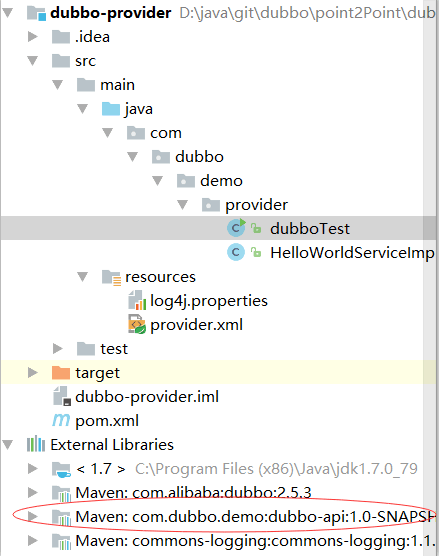 dubbo-provider D:\java\git\dubbo\point2Point\dub
.idea
src
main
java
com
dubbo
demo
provider
dubboTest
HelloWorldServiceImp
resources
log4j.properties
provider.xml
test
target
dubbo-provider.iml
pom.xml
External Libraries
< 1.7 > C:\Program Files (x86)\Java\jdk1.7.0_79
Maven: com.alibaba:dubbo:2.5.3
Maven: com.dubbo.demo:dubbo-api:1.0-SNAPSH
Maven: commons-logging:commons-logging:1.1.